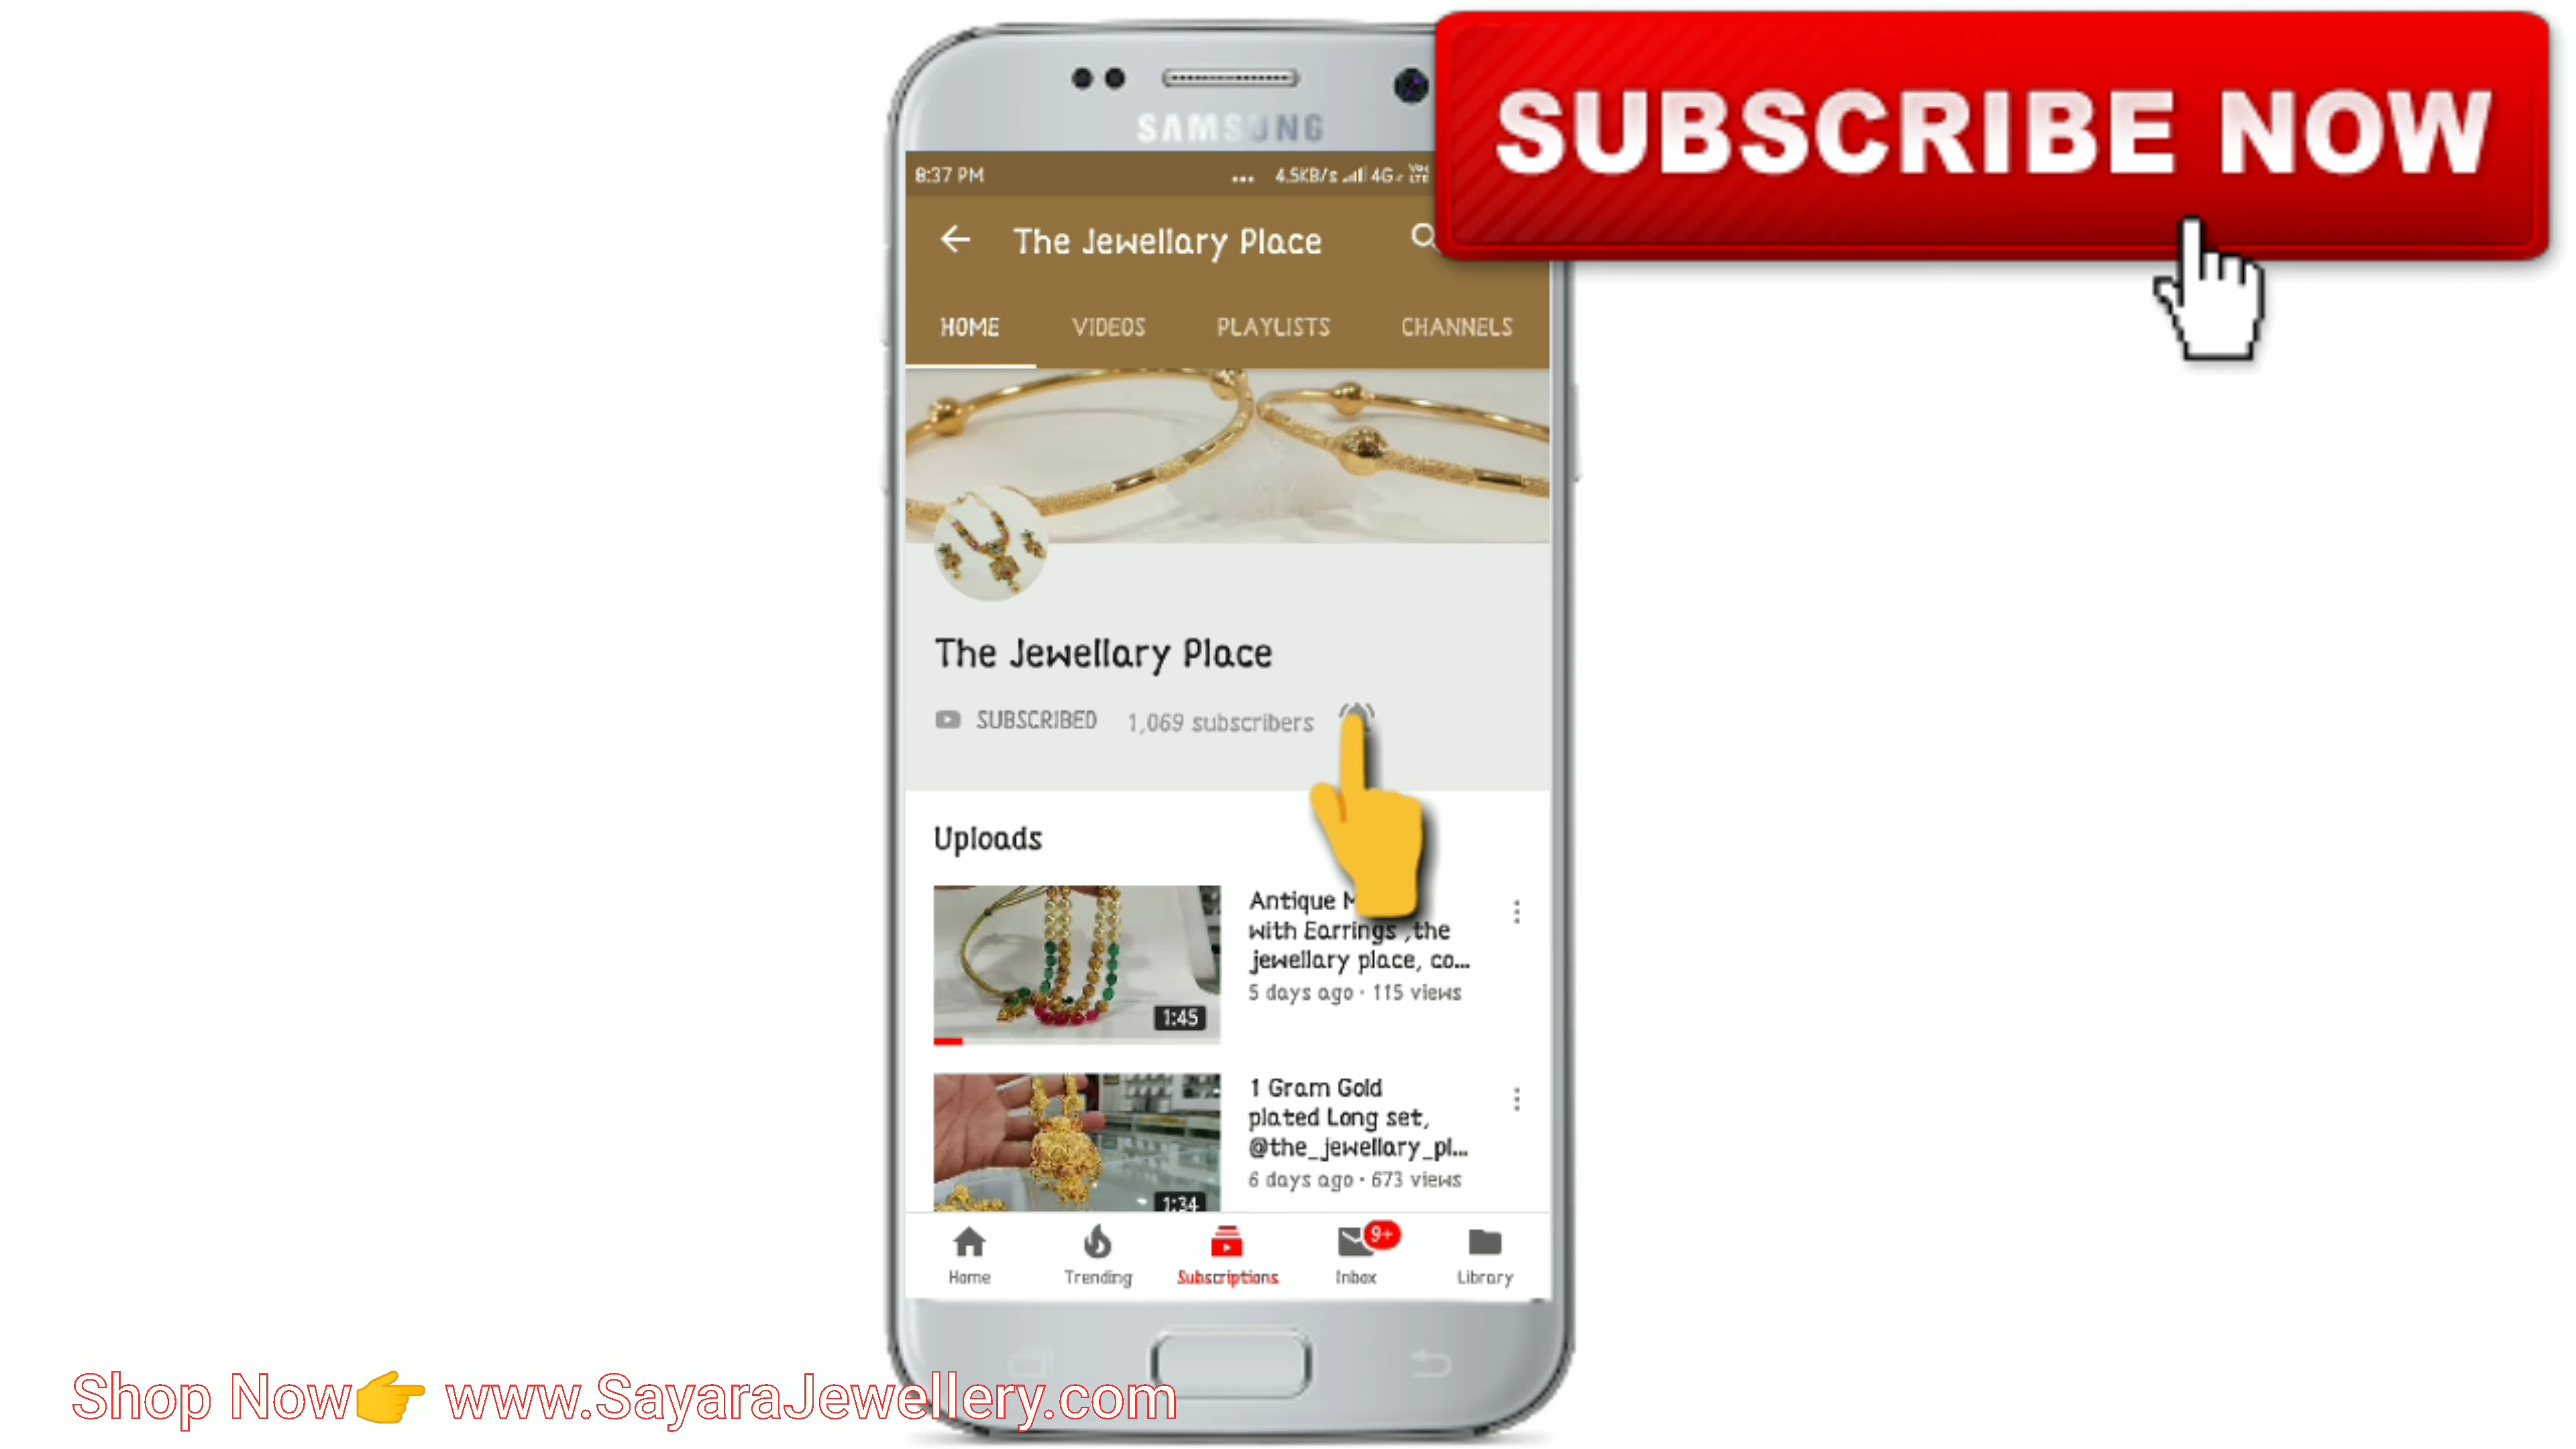 SUBSCRIBE NOW
SAMSUNG
8:37 PM ... 4.5KB/s 4G VoLTE
The Jewellary Place
HOME VIDEOS PLAYLISTS CHANNELS
The Jewellary Place
SUBSCRIBED 1,069 subscribers
Uploads
Antique
with Earrings ,the
jewellary place, co...
5 days ago · 115 views
1:45
1 Gram Gold
plated Long set,
@the_jewellary_pl...
6 days ago · 673 views
1:34
9+
Home Trending Subscriptions Inbox Library
Shop Now👉 www.SayaraJewellery.com